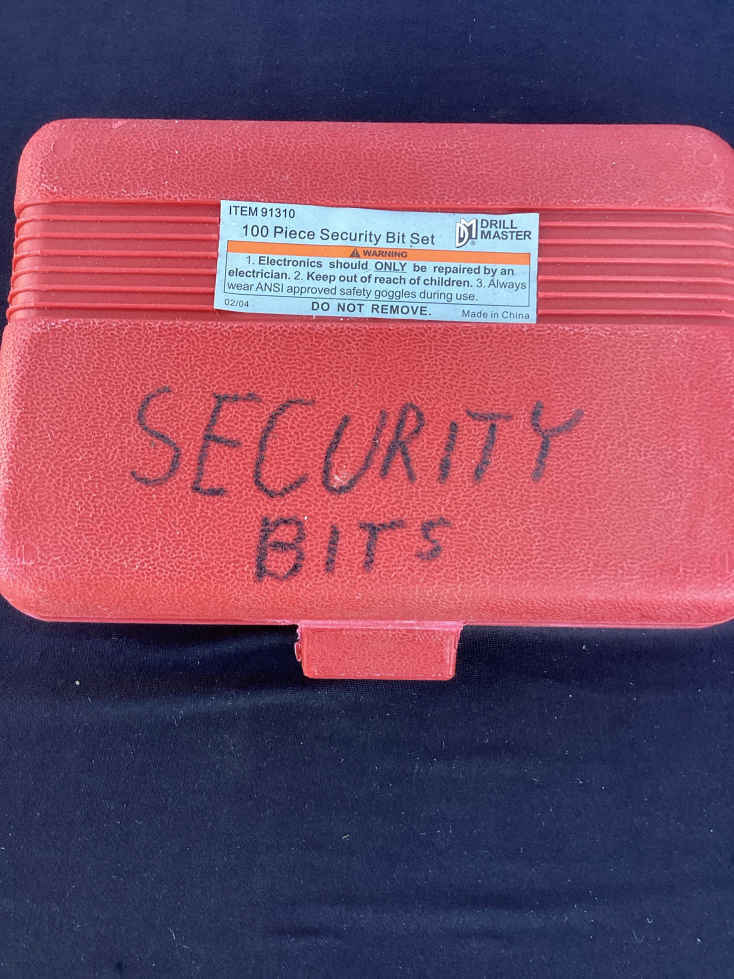 ITEM 91310
100 Piece Security Bit Set
DRILL
MASTER
WARNING
1. Electronics should ONLY be repaired by an
electrician. 2. Keep out of reach of children. 3. Always
wear ANSI approved safety goggles during use.
02/04
DO NOT REMOVE.
Made in China
SECURITY
BITS